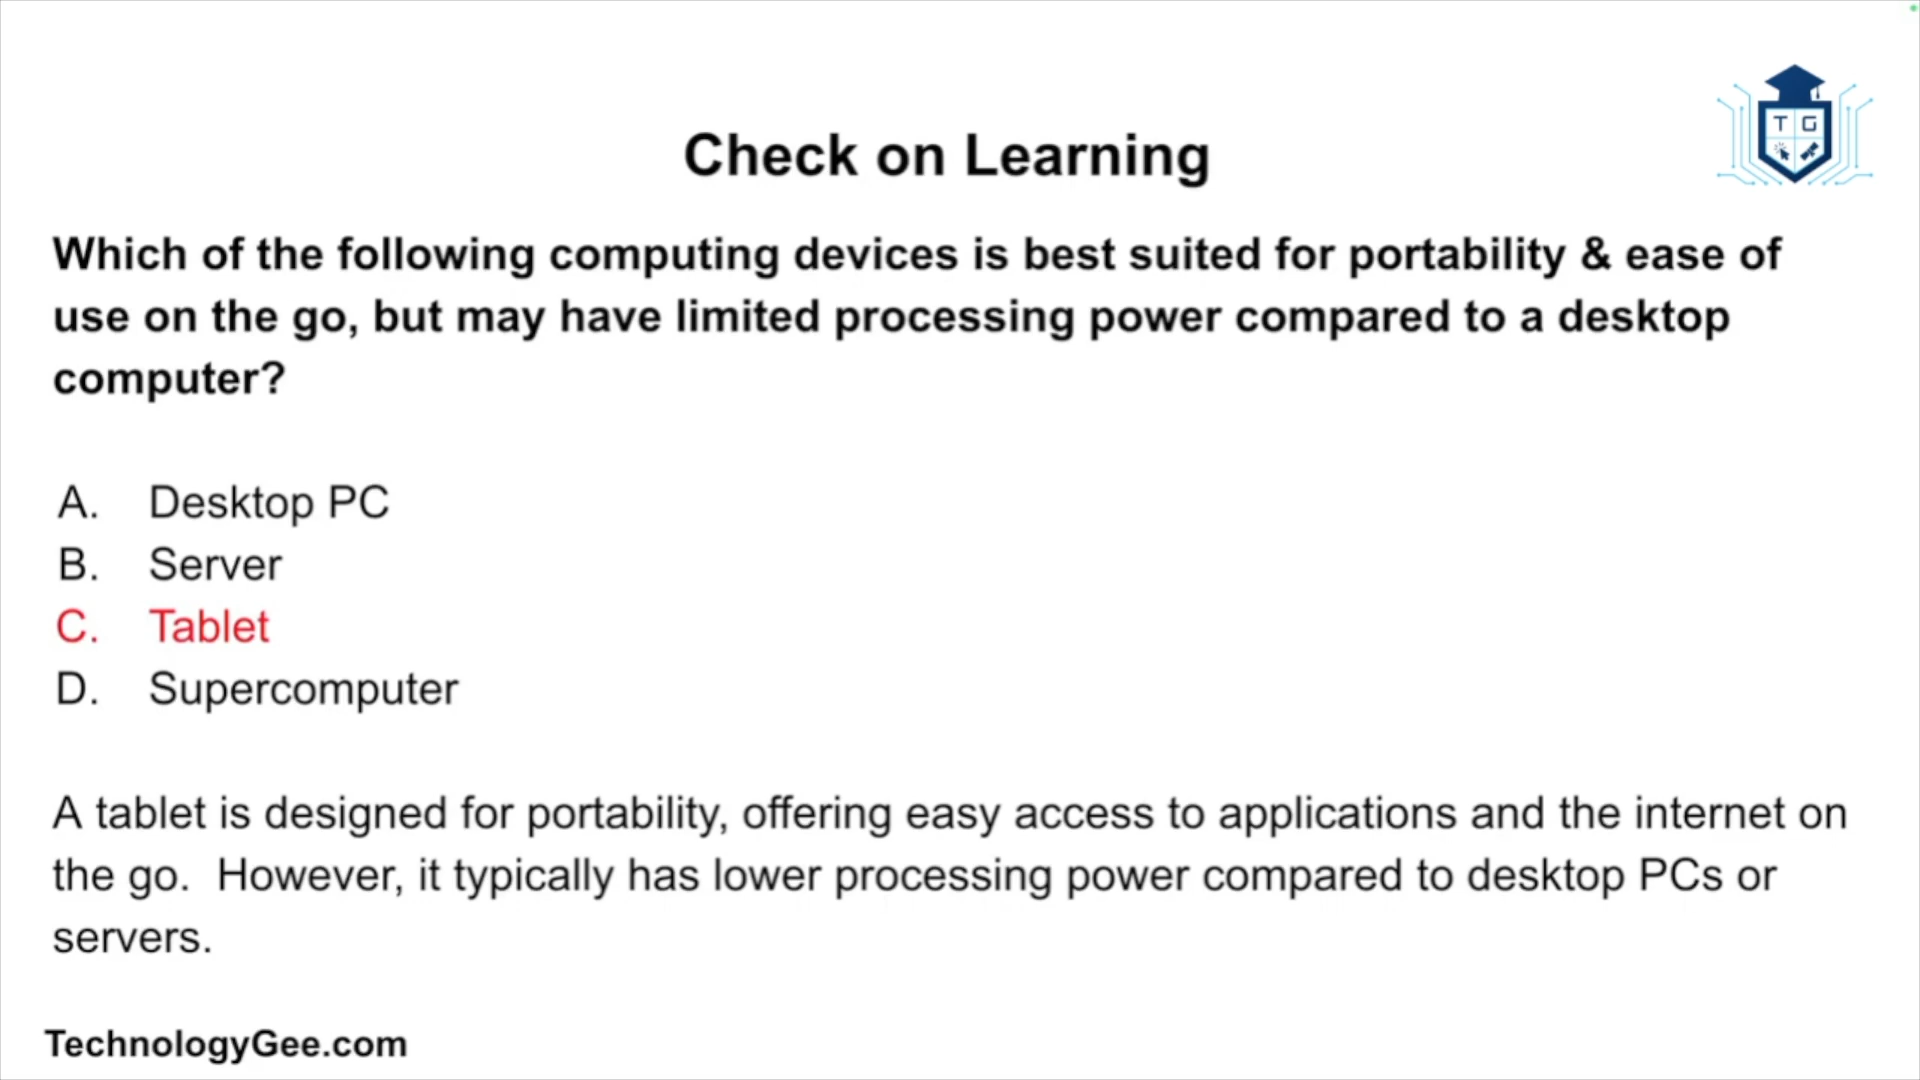 T G
Check on Learning
Which of the following computing devices is best suited for portability & ease of
use on the go, but may have limited processing power compared to a desktop
computer?
A. Desktop PC
B. Server
C. Tablet
D. Supercomputer
A tablet is designed for portability, offering easy access to applications and the internet on
the go.  However, it typically has lower processing power compared to desktop PCs or
servers.
TechnologyGee.com